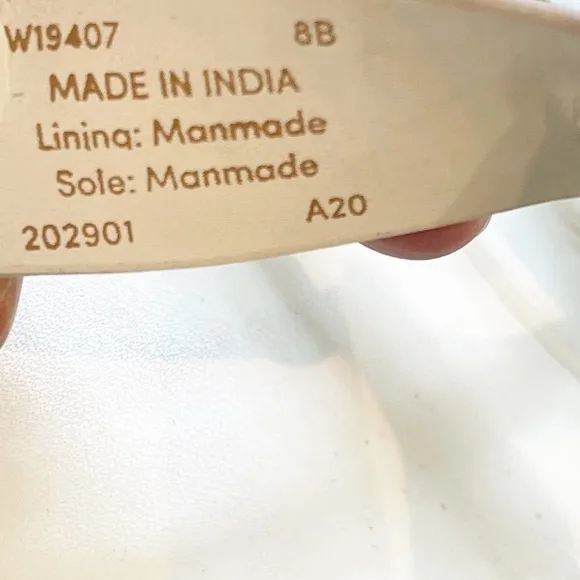 W19407 8B
MADE IN INDIA
Lining: Manmade
Sole: Manmade
202901 A20